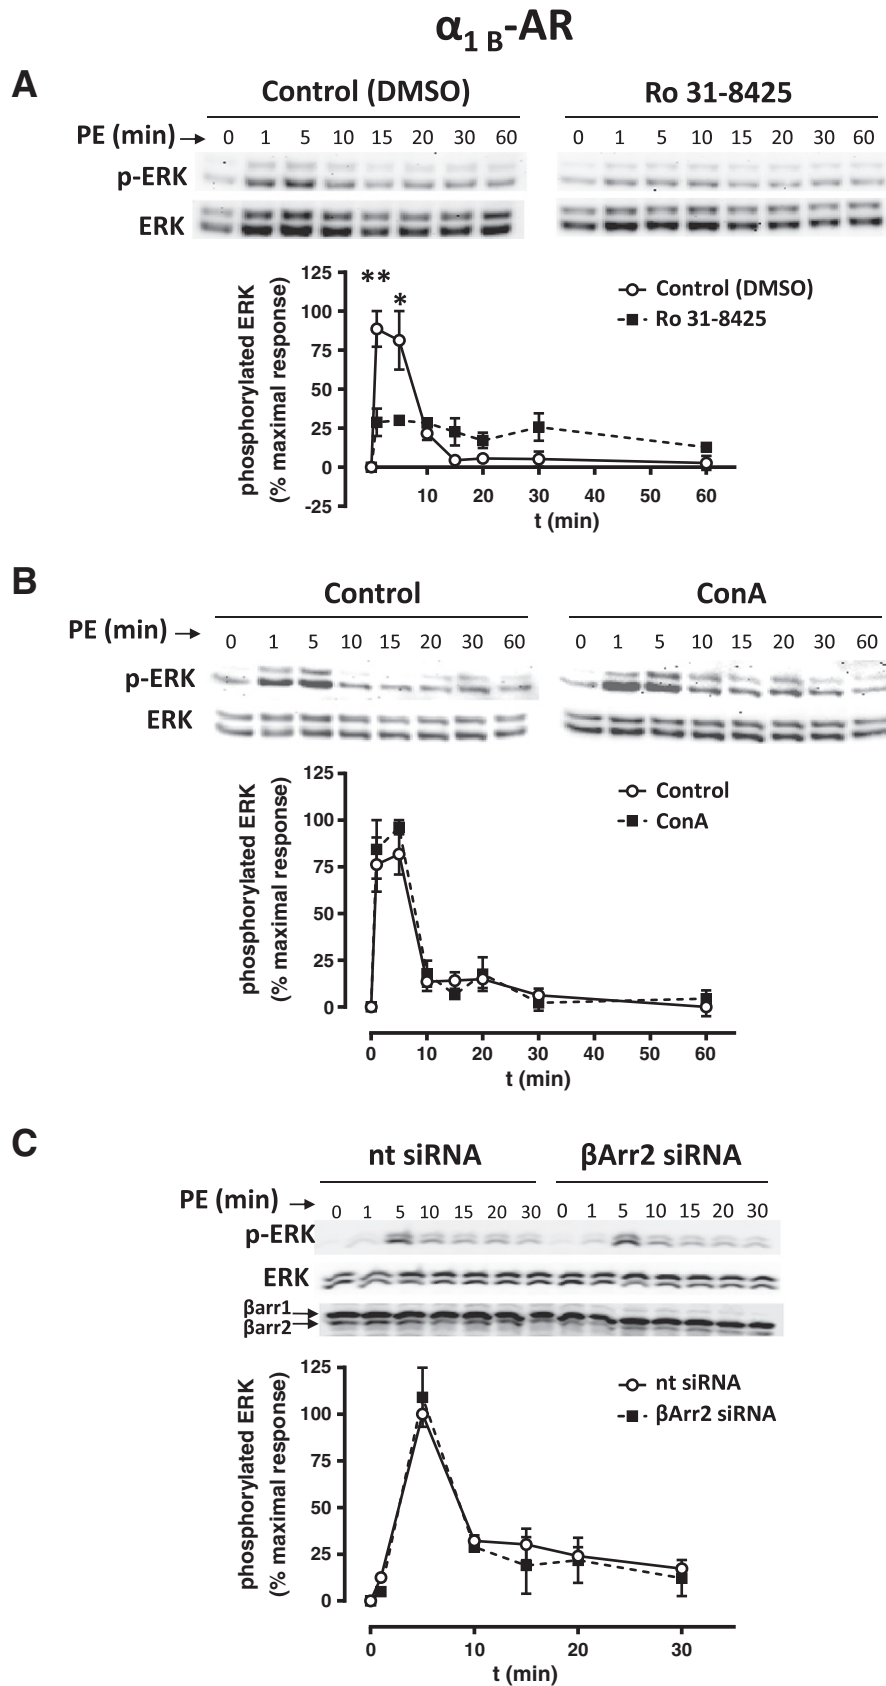 α1 B-AR
A
Control (DMSO) Ro 31-8425
PE (min) → 0 1 5 10 15 20 30 60 0 1 5 10 15 20 30 60
p-ERK
ERK
phosphorylated ERK
(% maximal response)
125
100
75
50
25
0
-25
**
*
Control (DMSO)
Ro 31-8425
10 20 30 40 50 60
t (min)
B
Control ConA
PE (min) → 0 1 5 10 15 20 30 60 0 1 5 10 15 20 30 60
p-ERK
ERK
phosphorylated ERK
(% maximal response)
125
100
75
50
25
0
Control
ConA
0 10 20 30 40 50 60
t (min)
C
nt siRNA βArr2 siRNA
PE (min) → 0 1 5 10 15 20 30 0 1 5 10 15 20 30
p-ERK
ERK
βarr1
βarr2
phosphorylated ERK
(% maximal response)
125
100
75
50
25
0
nt siRNA
βArr2 siRNA
0 10 20 30
t (min)